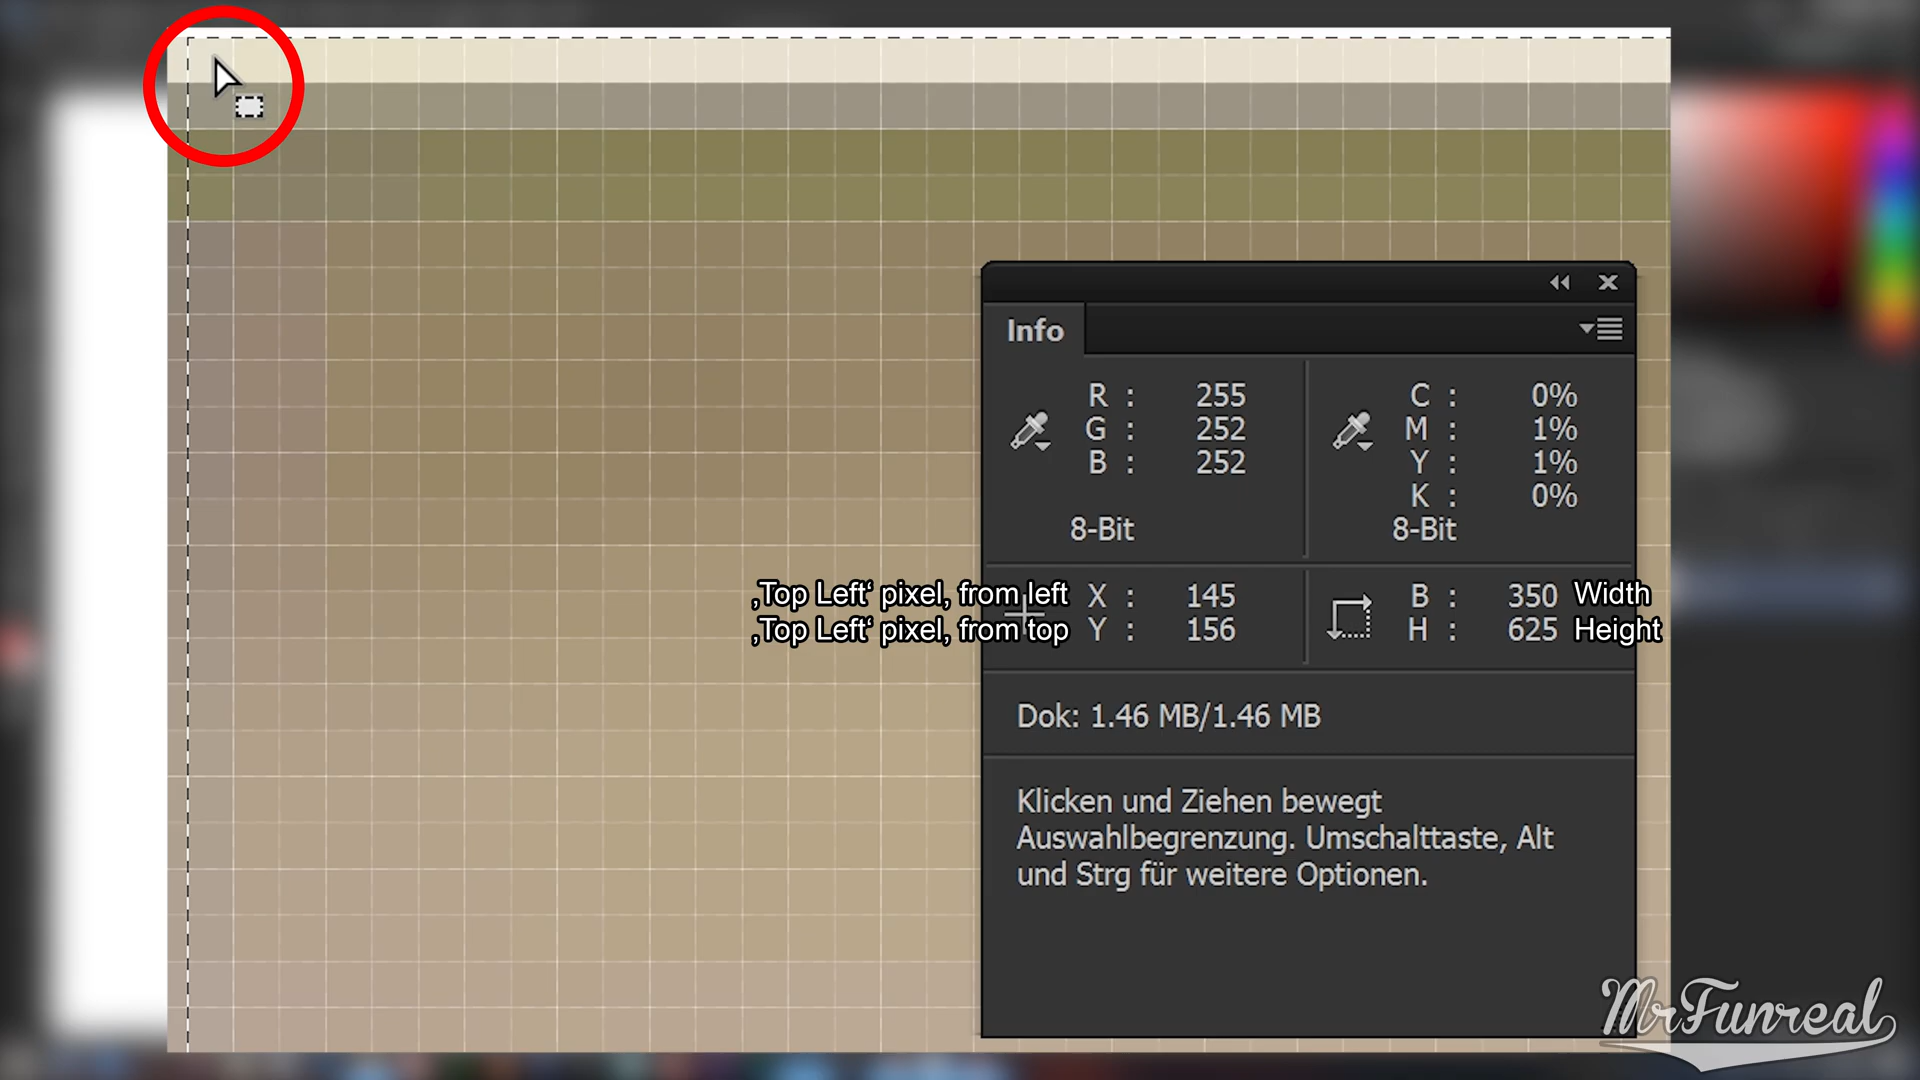 Info
R : 255
G : 252
B : 252
8-Bit
C : 0%
M : 1%
Y : 1%
K : 0%
8-Bit
‚Top Left‘ pixel, from left X : 145
‚Top Left‘ pixel, from top Y : 156
B : 350 Width
H : 625 Height
Dok: 1.46 MB/1.46 MB
Klicken und Ziehen bewegt
Auswahlbegrenzung. Umschalttaste, Alt
und Strg für weitere Optionen.
MrFunreal